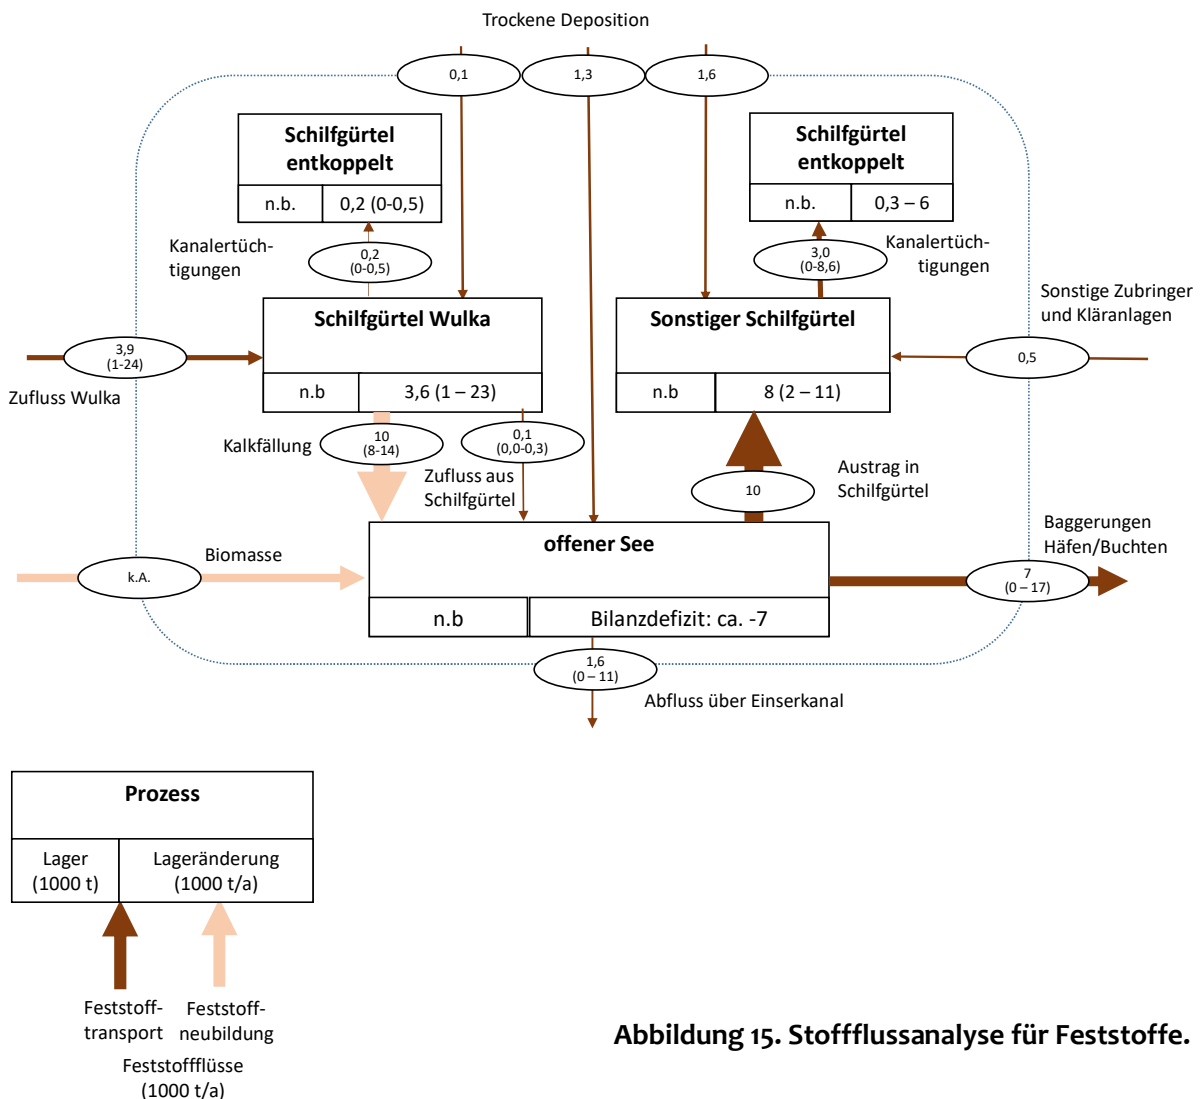 Trockene Deposition
0,1
1,3
1,6
Schilfgürtel
entkoppelt
n.b.
0,2 (0-0,5)
Schilfgürtel
entkoppelt
n.b.
0,3 – 6
Kanalertüch-
tigungen
0,2
(0-0,5)
3,0
(0-8,6)
Kanalertüch-
tigungen
Sonstige Zubringer
und Kläranlagen
Schilfgürtel Wulka
n.b
3,6 (1 – 23)
Sonstiger Schilfgürtel
n.b
8 (2 – 11)
3,9
(1-24)
Zufluss Wulka
0,5
Kalkfällung
10
(8-14)
0,1
(0,0-0,3)
Zufluss aus
Schilfgürtel
10
Austrag in
Schilfgürtel
Biomasse
k.A.
offener See
n.b
Bilanzdefizit: ca. -7
Baggerungen
Häfen/Buchten
7
(0 – 17)
1,6
(0 – 11)
Abfluss über Einserkanal
Prozess
Lager
(1000 t)
Lageränderung
(1000 t/a)
Feststoff-
transport
Feststoff-
neubildung
Feststoffflüsse
(1000 t/a)
Abbildung 15. Stoffflussanalyse für Feststoffe.